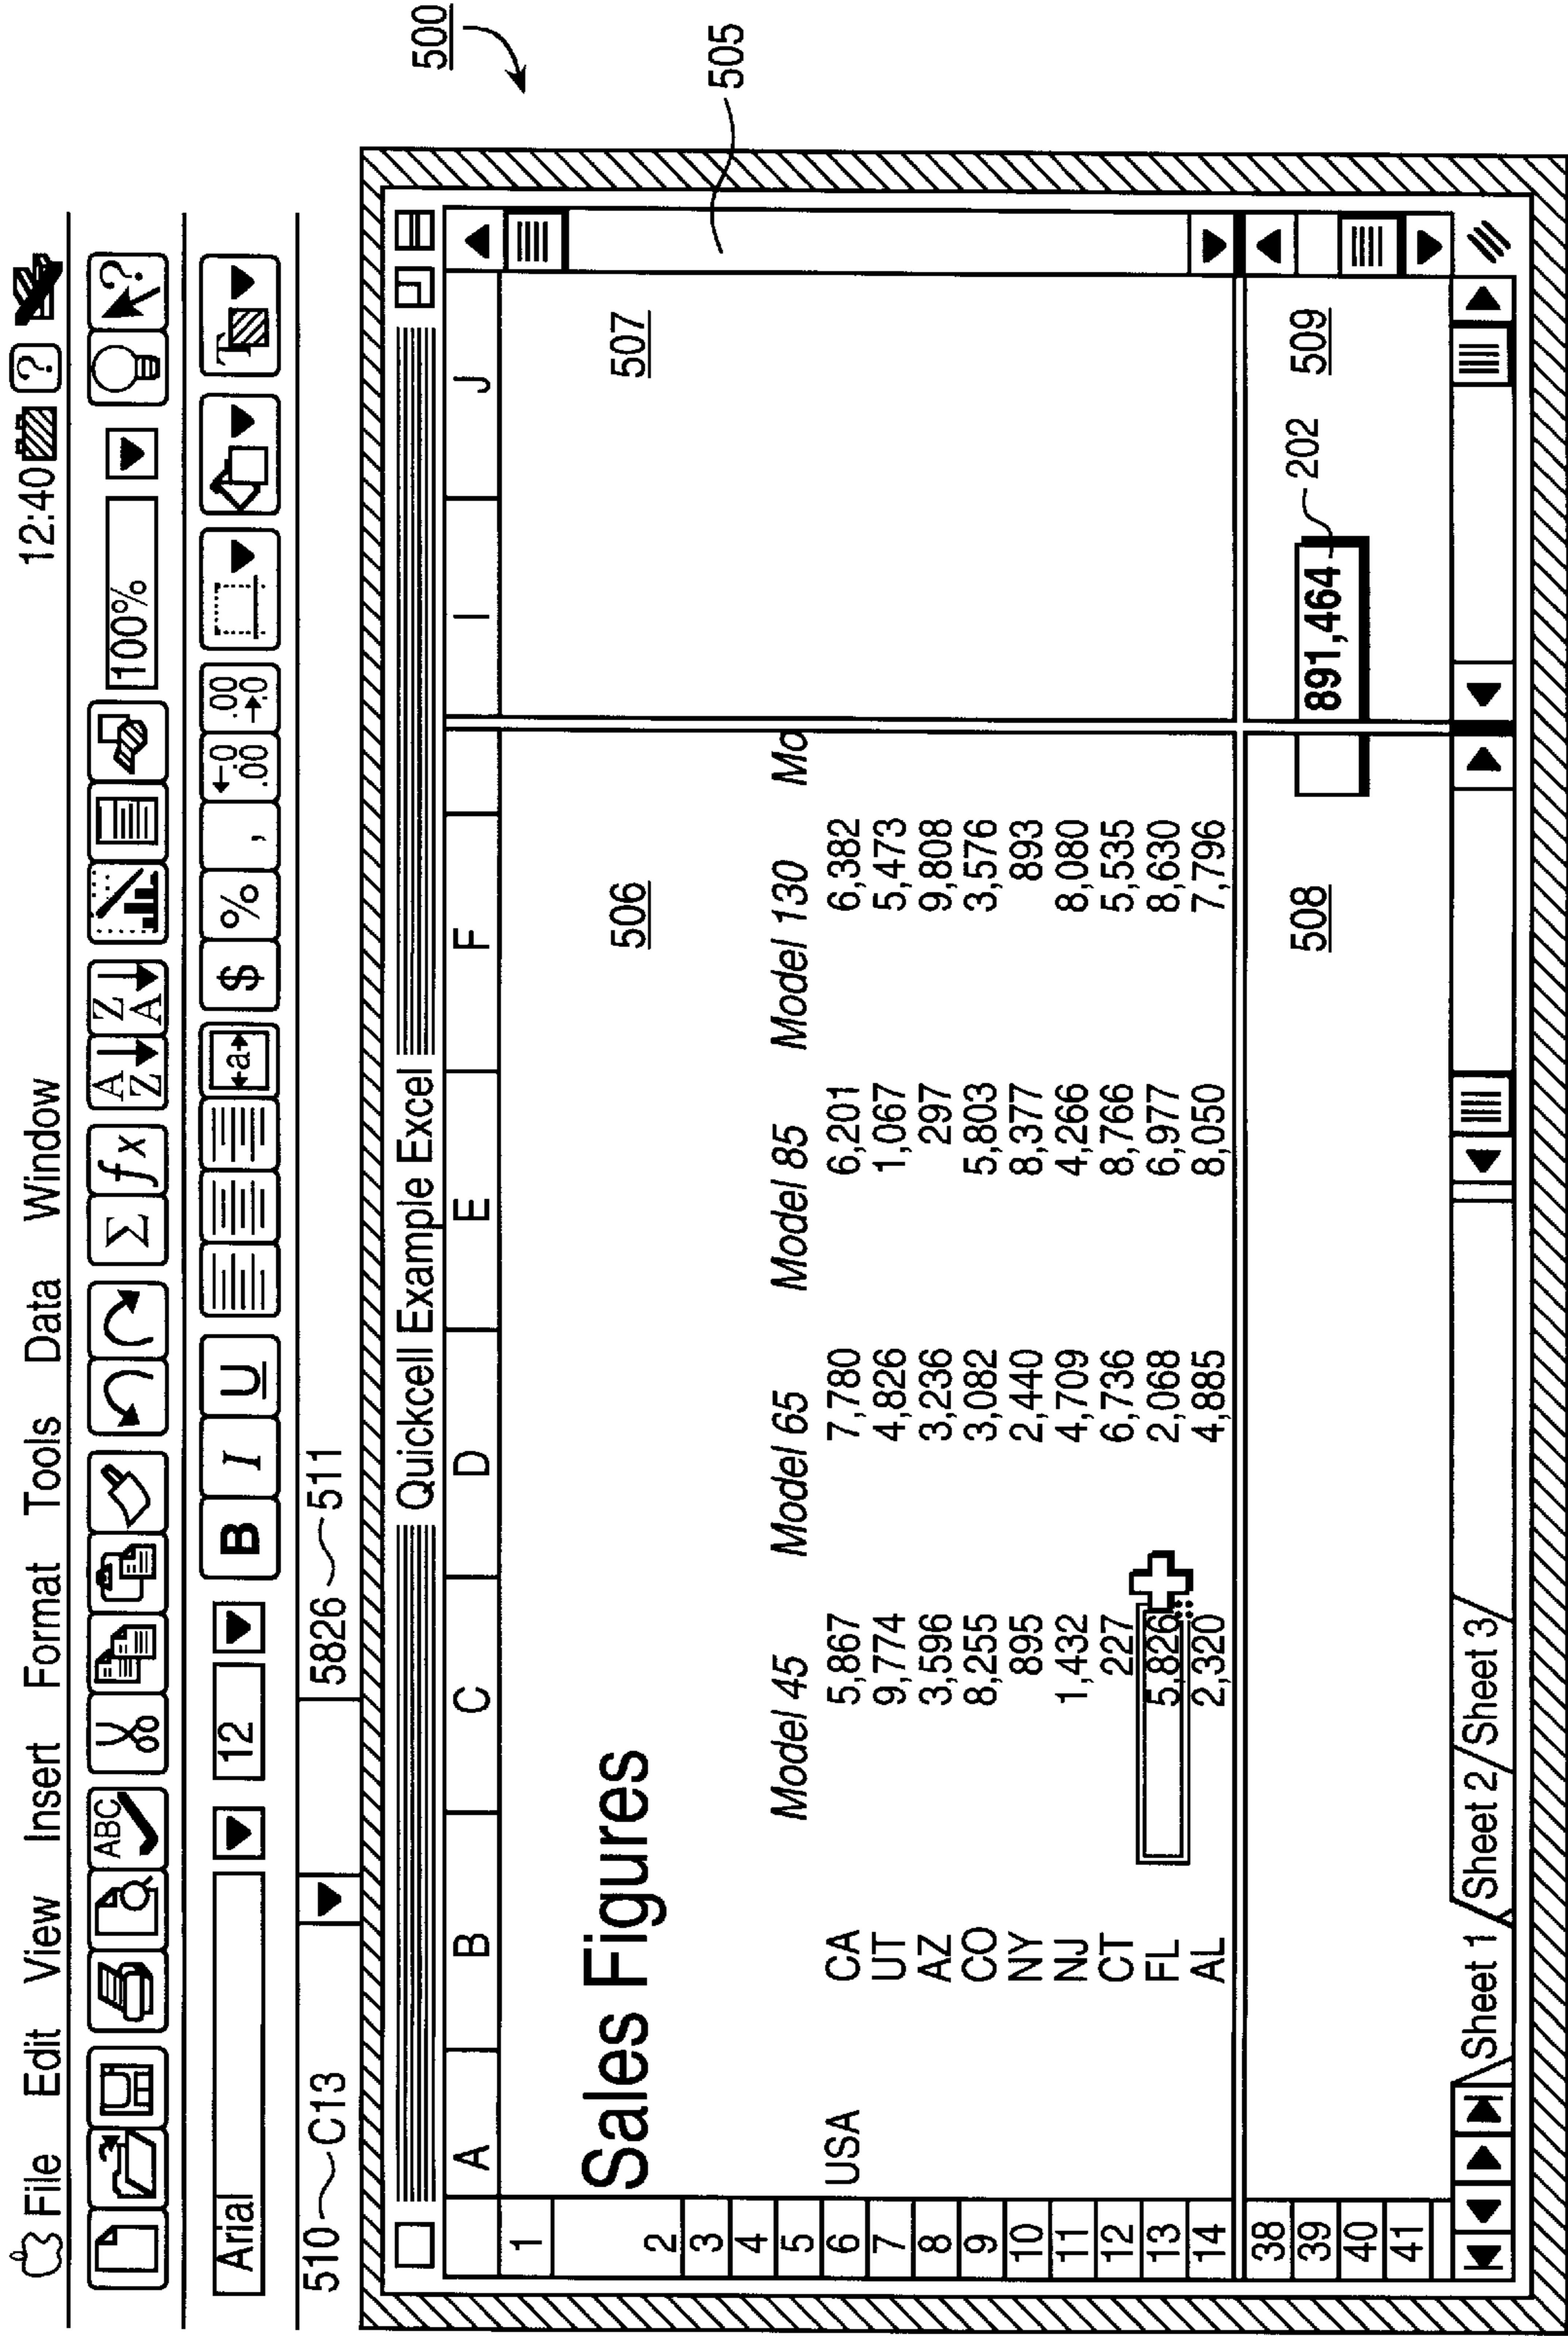 File Edit View Insert Format Tools Data Window 12:40 ?
ABC Σ fx A Z Z A 100% ?
Arial 12 B I U a $ % , ←.0 .00 .00 →.0 T
510 C13 5826 511
500
Quickcell Example Excel
A B C D E F I J
505
1
2 Sales Figures 506 507
3
4
5 Model 45 Model 65 Model 85 Model 130 Mo
6 USA CA 5,867 7,780 6,201 6,382
7 UT 9,774 4,826 1,067 5,473
8 AZ 3,596 3,236 297 9,808
9 CO 8,255 3,082 5,803 3,576
10 NY 895 2,440 8,377 893
11 NJ 1,432 4,709 4,266 8,080
12 CT 227 6,736 8,766 5,535
13 FL 5,826 2,068 6,977 8,630
14 AL 2,320 4,885 8,050 7,796
38
39 508 891,464 202 509
40
41
Sheet 1 Sheet 2 Sheet 3